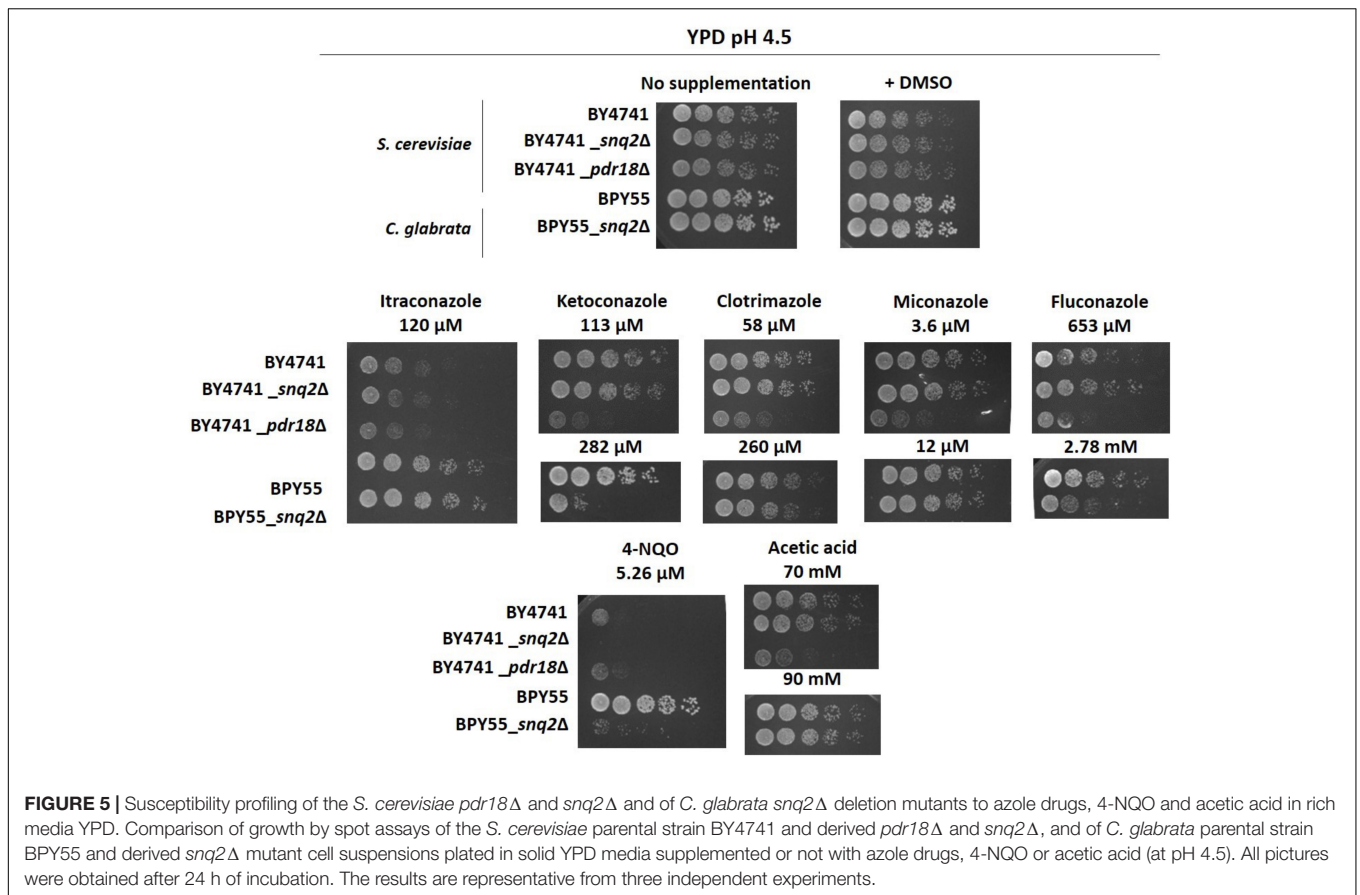 YPD pH 4.5
No supplementation
+ DMSO
S. cerevisiae
BY4741
BY4741 _snq2Δ
BY4741 _pdr18Δ
C. glabrata
BPY55
BPY55_snq2Δ
Itraconazole
120 µM
Ketoconazole
113 µM
Clotrimazole
58 µM
Miconazole
3.6 µM
Fluconazole
653 µM
BY4741
BY4741 _snq2Δ
BY4741 _pdr18Δ
282 µM
260 µM
12 µM
2.78 mM
BPY55
BPY55_snq2Δ
4-NQO
5.26 µM
Acetic acid
70 mM
BY4741
BY4741 _snq2Δ
BY4741 _pdr18Δ
90 mM
BPY55
BPY55_snq2Δ
FIGURE 5 | Susceptibility profiling of the S. cerevisiae pdr18Δ and snq2Δ and of C. glabrata snq2Δ deletion mutants to azole drugs, 4-NQO and acetic acid in rich
media YPD. Comparison of growth by spot assays of the S. cerevisiae parental strain BY4741 and derived pdr18Δ and snq2Δ, and of C. glabrata parental strain
BPY55 and derived snq2Δ mutant cell suspensions plated in solid YPD media supplemented or not with azole drugs, 4-NQO or acetic acid (at pH 4.5). All pictures
were obtained after 24 h of incubation. The results are representative from three independent experiments.